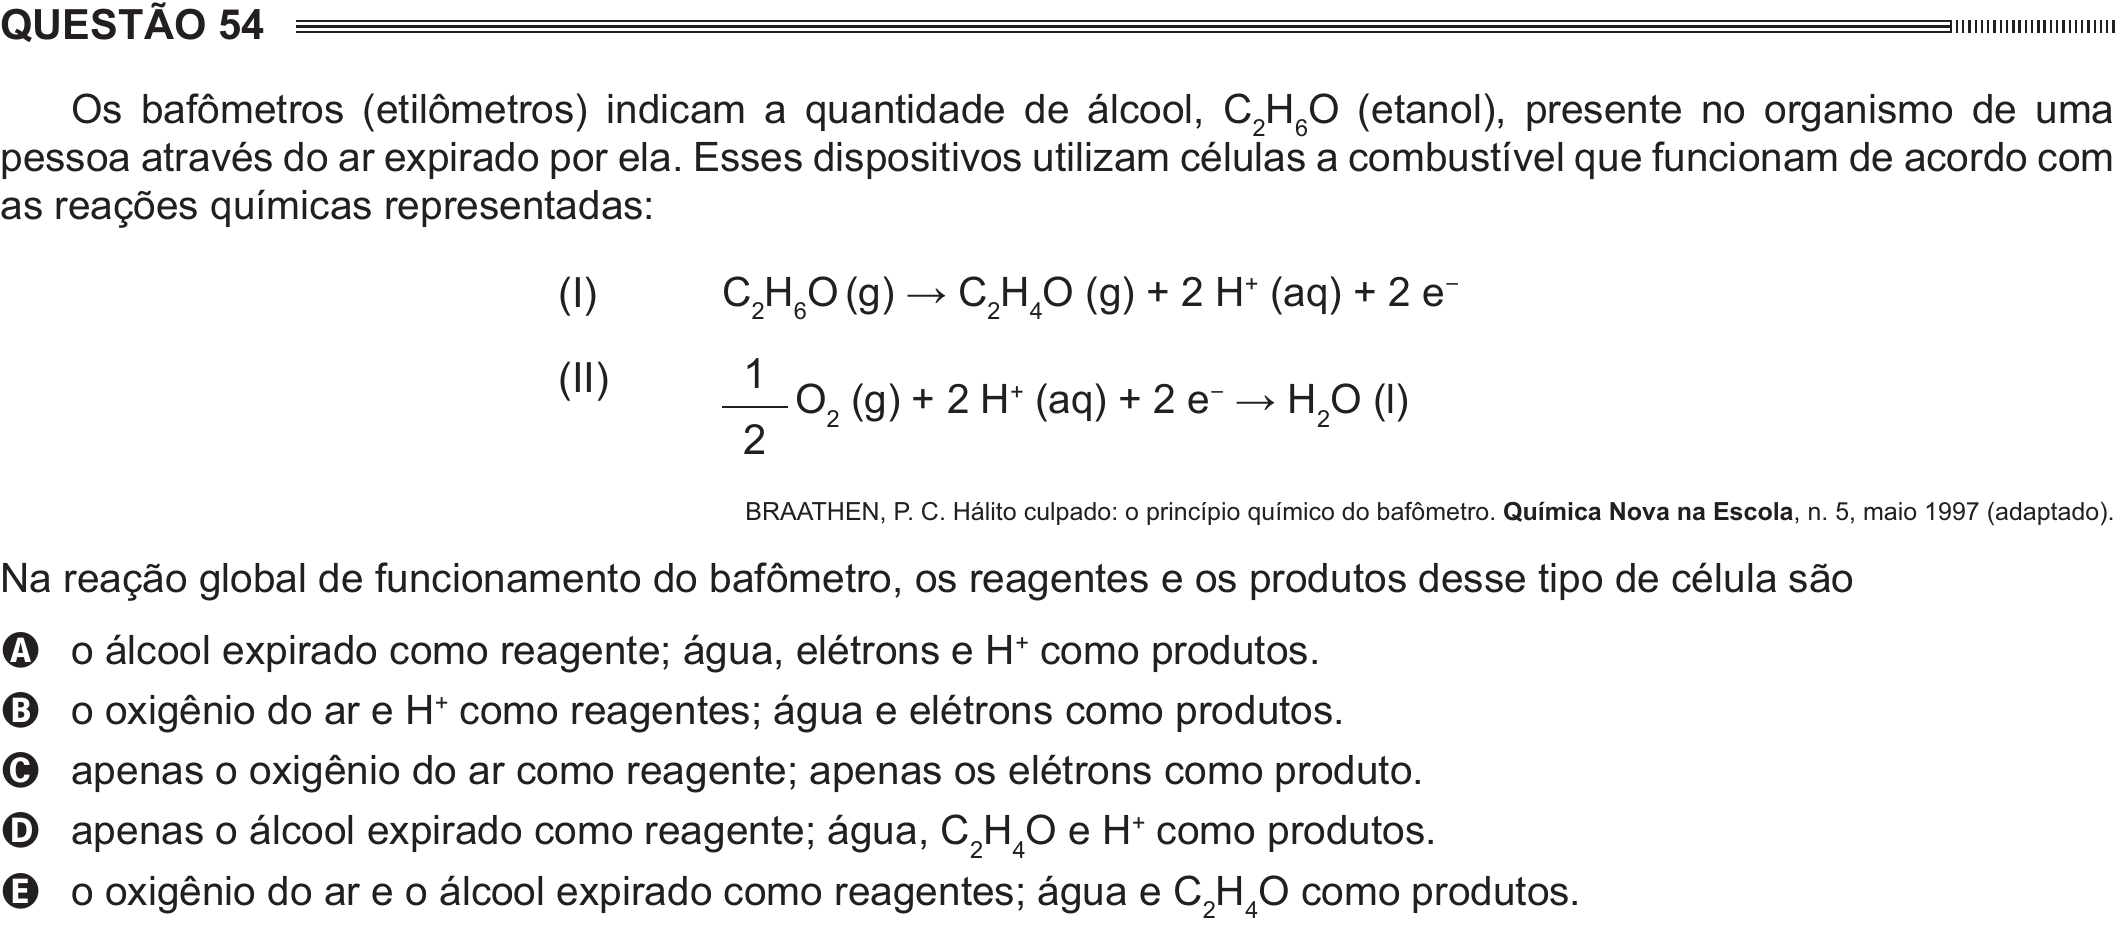 QUESTÃO 54
Os bafômetros (etilômetros) indicam a quantidade de álcool, C₂H₆O (etanol), presente no organismo de uma
pessoa através do ar expirado por ela. Esses dispositivos utilizam células a combustível que funcionam de acordo com
as reações químicas representadas:
(I) C₂H₆O (g) → C₂H₄O (g) + 2 H⁺ (aq) + 2 e⁻
(II) 1/2 O₂ (g) + 2 H⁺ (aq) + 2 e⁻ → H₂O (l)
BRAATHEN, P. C. Hálito culpado: o princípio químico do bafômetro. Química Nova na Escola, n. 5, maio 1997 (adaptado).
Na reação global de funcionamento do bafômetro, os reagentes e os produtos desse tipo de célula são
A o álcool expirado como reagente; água, elétrons e H⁺ como produtos.
B o oxigênio do ar e H⁺ como reagentes; água e elétrons como produtos.
C apenas o oxigênio do ar como reagente; apenas os elétrons como produto.
D apenas o álcool expirado como reagente; água, C₂H₄O e H⁺ como produtos.
E o oxigênio do ar e o álcool expirado como reagentes; água e C₂H₄O como produtos.